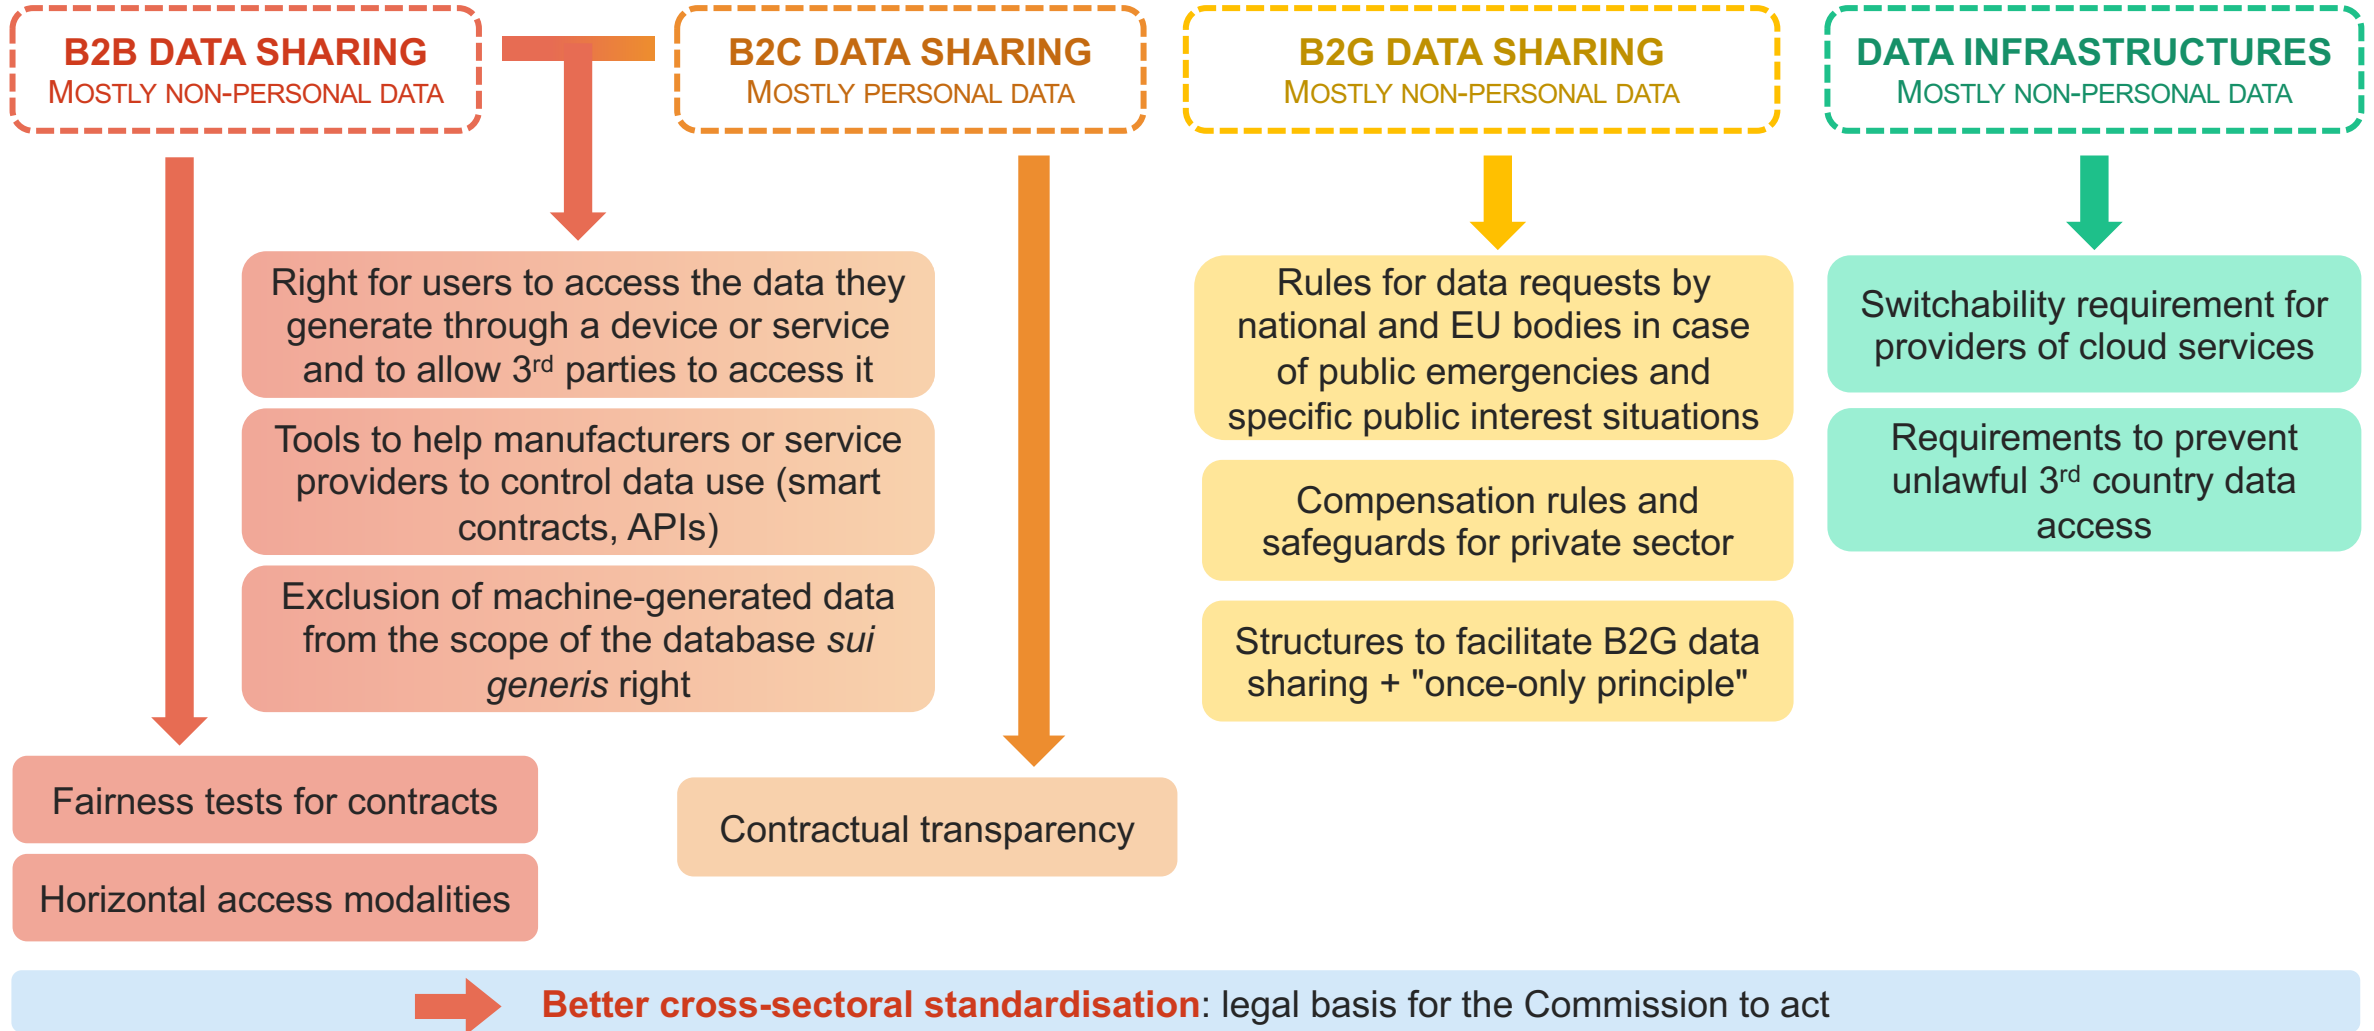 B2B DATA SHARING
MOSTLY NON-PERSONAL DATA
B2C DATA SHARING
MOSTLY PERSONAL DATA
B2G DATA SHARING
MOSTLY NON-PERSONAL DATA
DATA INFRASTRUCTURES
MOSTLY NON-PERSONAL DATA
Right for users to access the data they
generate through a device or service
and to allow 3rd parties to access it
Tools to help manufacturers or service
providers to control data use (smart
contracts, APIs)
Exclusion of machine-generated data
from the scope of the database sui
generis right
Fairness tests for contracts
Horizontal access modalities
Contractual transparency
Rules for data requests by
national and EU bodies in case
of public emergencies and
specific public interest situations
Compensation rules and
safeguards for private sector
Structures to facilitate B2G data
sharing + "once-only principle"
Switchability requirement for
providers of cloud services
Requirements to prevent
unlawful 3rd country data
access
Better cross-sectoral standardisation: legal basis for the Commission to act